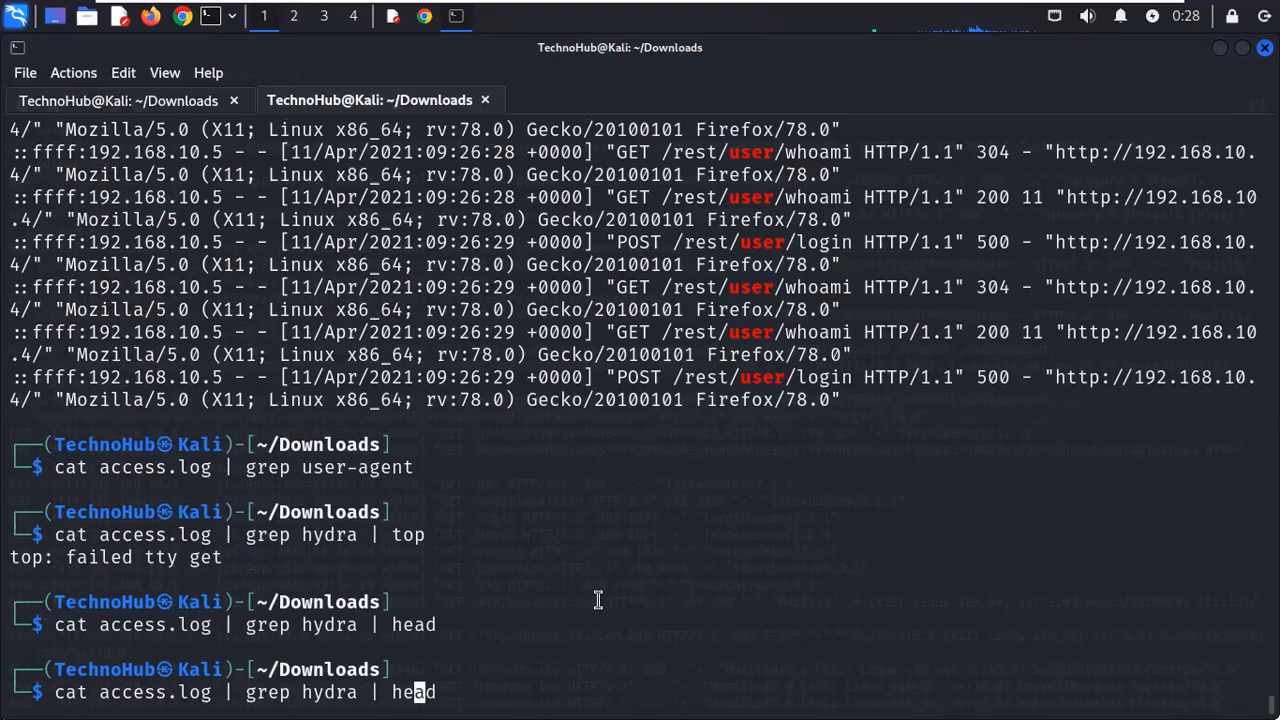 1 2 3 4 0:28
TechnoHub@Kali: ~/Downloads
File Actions Edit View Help
TechnoHub@Kali: ~/Downloads × TechnoHub@Kali: ~/Downloads ×
4/" "Mozilla/5.0 (X11; Linux x86_64; rv:78.0) Gecko/20100101 Firefox/78.0"
::ffff:192.168.10.5 - - [11/Apr/2021:09:26:28 +0000] "GET /rest/user/whoami HTTP/1.1" 304 - "http://192.168.10.
4/" "Mozilla/5.0 (X11; Linux x86_64; rv:78.0) Gecko/20100101 Firefox/78.0"
::ffff:192.168.10.5 - - [11/Apr/2021:09:26:28 +0000] "GET /rest/user/whoami HTTP/1.1" 200 11 "http://192.168.10
.4/" "Mozilla/5.0 (X11; Linux x86_64; rv:78.0) Gecko/20100101 Firefox/78.0"
::ffff:192.168.10.5 - - [11/Apr/2021:09:26:29 +0000] "POST /rest/user/login HTTP/1.1" 500 - "http://192.168.10.
4/" "Mozilla/5.0 (X11; Linux x86_64; rv:78.0) Gecko/20100101 Firefox/78.0"
::ffff:192.168.10.5 - - [11/Apr/2021:09:26:29 +0000] "GET /rest/user/whoami HTTP/1.1" 304 - "http://192.168.10.
4/" "Mozilla/5.0 (X11; Linux x86_64; rv:78.0) Gecko/20100101 Firefox/78.0"
::ffff:192.168.10.5 - - [11/Apr/2021:09:26:29 +0000] "GET /rest/user/whoami HTTP/1.1" 200 11 "http://192.168.10
.4/" "Mozilla/5.0 (X11; Linux x86_64; rv:78.0) Gecko/20100101 Firefox/78.0"
::ffff:192.168.10.5 - - [11/Apr/2021:09:26:29 +0000] "POST /rest/user/login HTTP/1.1" 500 - "http://192.168.10.
4/" "Mozilla/5.0 (X11; Linux x86_64; rv:78.0) Gecko/20100101 Firefox/78.0"
┌──(TechnoHub㉿Kali)-[~/Downloads]
└─$ cat access.log | grep user-agent
┌──(TechnoHub㉿Kali)-[~/Downloads]
└─$ cat access.log | grep hydra | top
top: failed tty get
┌──(TechnoHub㉿Kali)-[~/Downloads]
└─$ cat access.log | grep hydra | head
┌──(TechnoHub㉿Kali)-[~/Downloads]
└─$ cat access.log | grep hydra | head